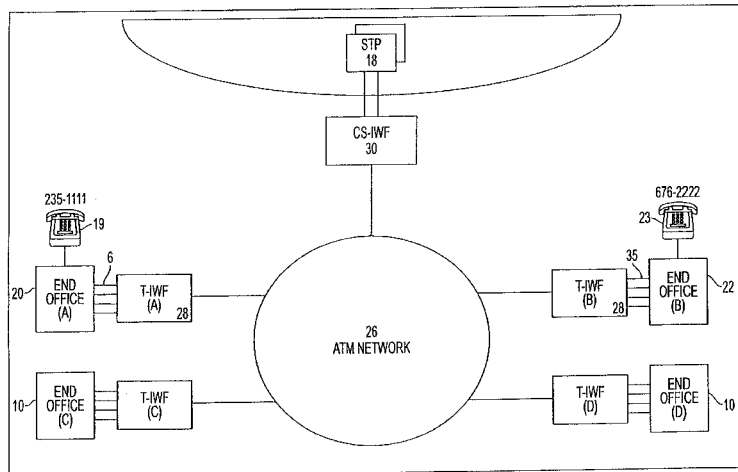 STP
18
CS-IWF
30
235-1111
19
676-2222
23
20
END
OFFICE
(A)
6
T-IWF
(A)
28
26
ATM NETWORK
T-IWF
(B)
28
35
END
OFFICE
(B)
22
10
END
OFFICE
(C)
T-IWF
(C)
T-IWF
(D)
END
OFFICE
(D)
10